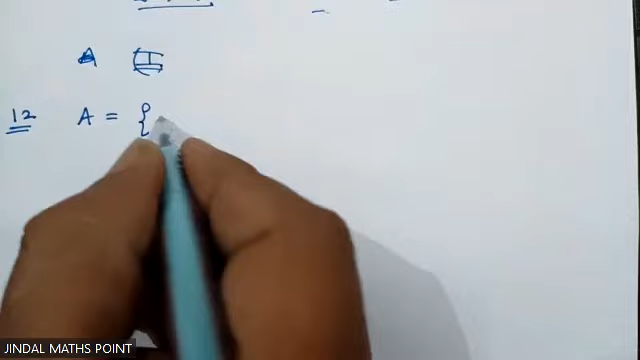 A
12 A = {
JINDAL MATHS POINT